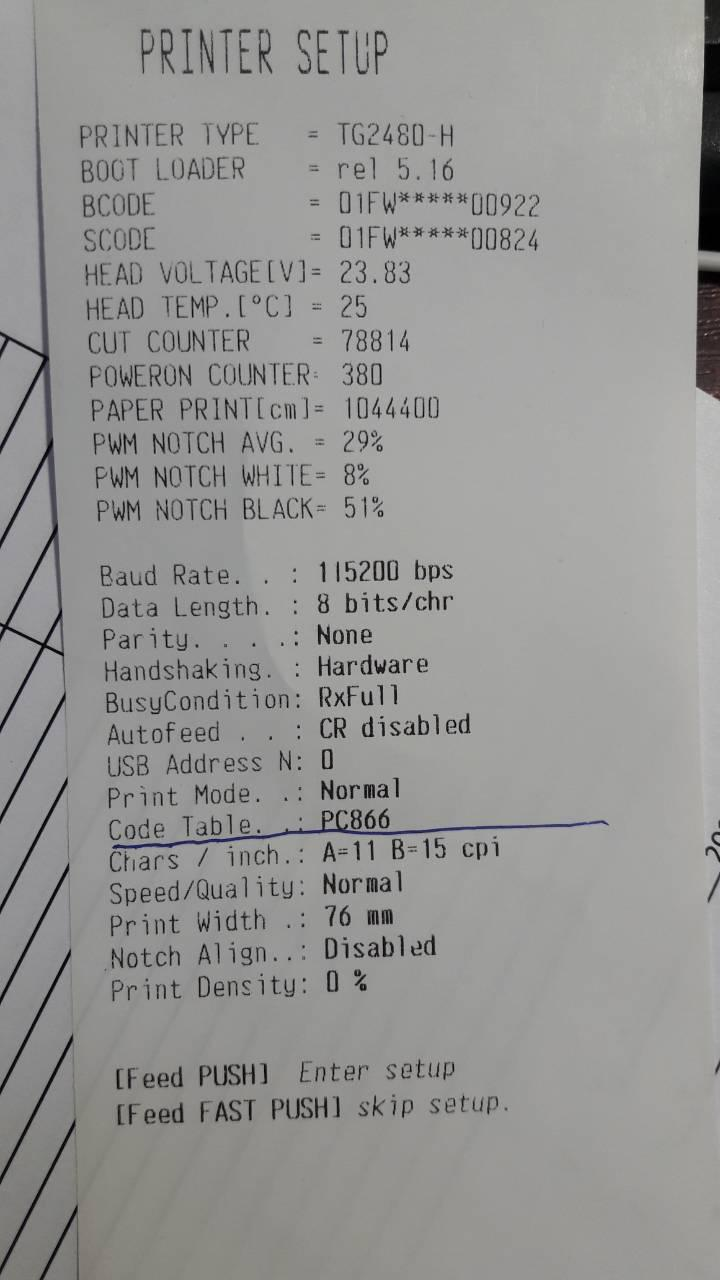 PRINTER SETUP
PRINTER TYPE = TG2480-H
BOOT LOADER = rel 5.16
BCODE = 01FW*****00922
SCODE = 01FW*****00824
HEAD VOLTAGE[V]= 23.83
HEAD TEMP.[°C] = 25
CUT COUNTER = 78814
POWERON COUNTER= 380
PAPER PRINT[cm]= 1044400
PWM NOTCH AVG. = 29%
PWM NOTCH WHITE= 8%
PWM NOTCH BLACK= 51%
Baud Rate. . : 115200 bps
Data Length. : 8 bits/chr
Parity. . . .: None
Handshaking. : Hardware
BusyCondition: RxFull
Autofeed . . : CR disabled
USB Address N: 0
Print Mode. .: Normal
Code Table. .: PC866
Chars / inch.: A=11 B=15 cpi
Speed/Quality: Normal
Print Width .: 76 mm
Notch Align..: Disabled
Print Density: 0 %
[Feed PUSH] Enter setup
[Feed FAST PUSH] skip setup.